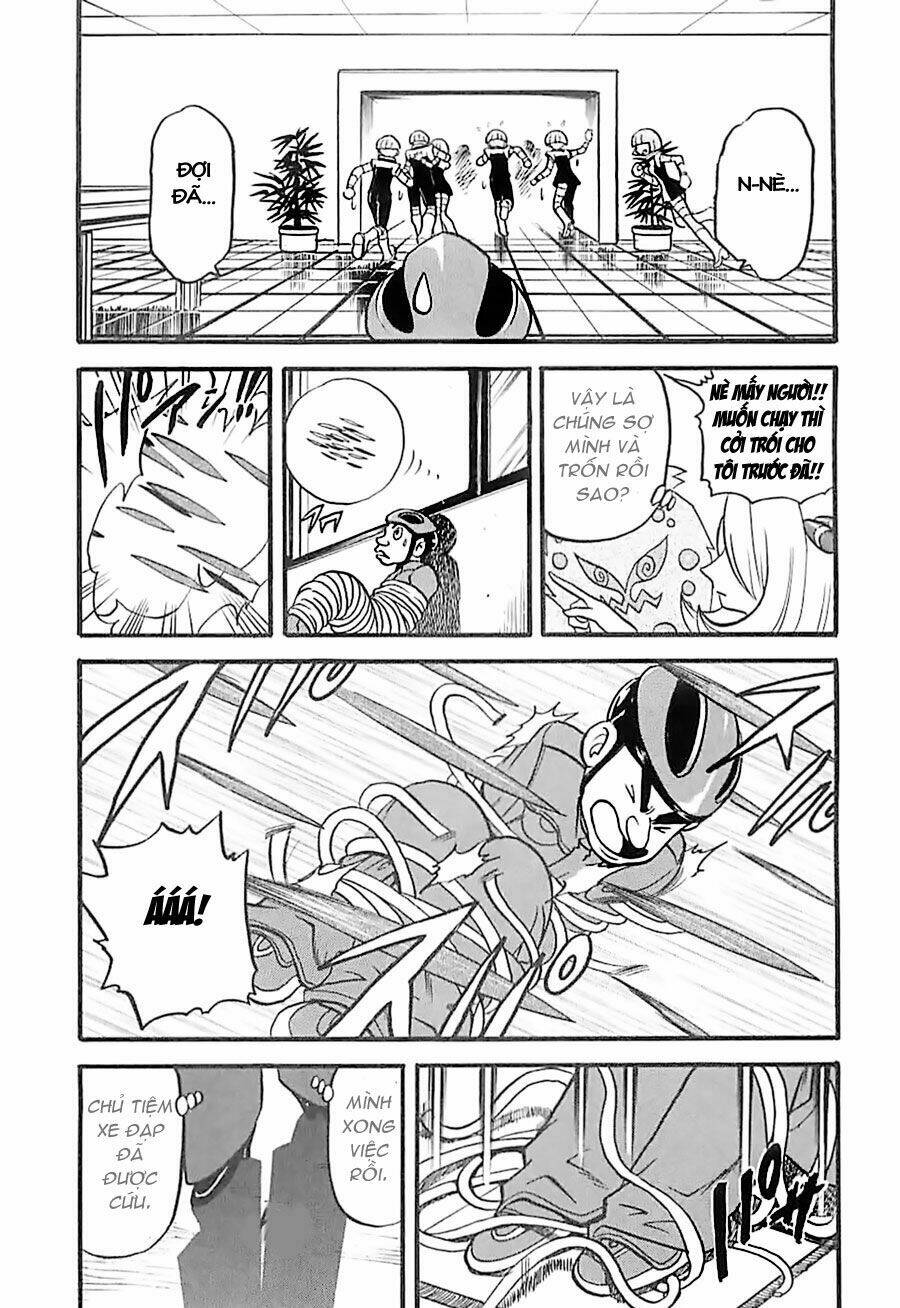 N-NÈ...
ĐỢI
ĐÃ...
NÈ MẤY NGƯỜI!!
MUỐN CHẠY THÌ
CỞI TRÓI CHO
TÔI TRƯỚC ĐÃ!!
VẬY LÀ
CHÚNG SỢ
MÌNH VÀ
TRỐN RỒI
SAO?
ÁÁÁ!
MÌNH
XONG
VIỆC
RỒI.
CHỦ TIỆM
XE ĐẠP
ĐÃ
ĐƯỢC
CỨU.